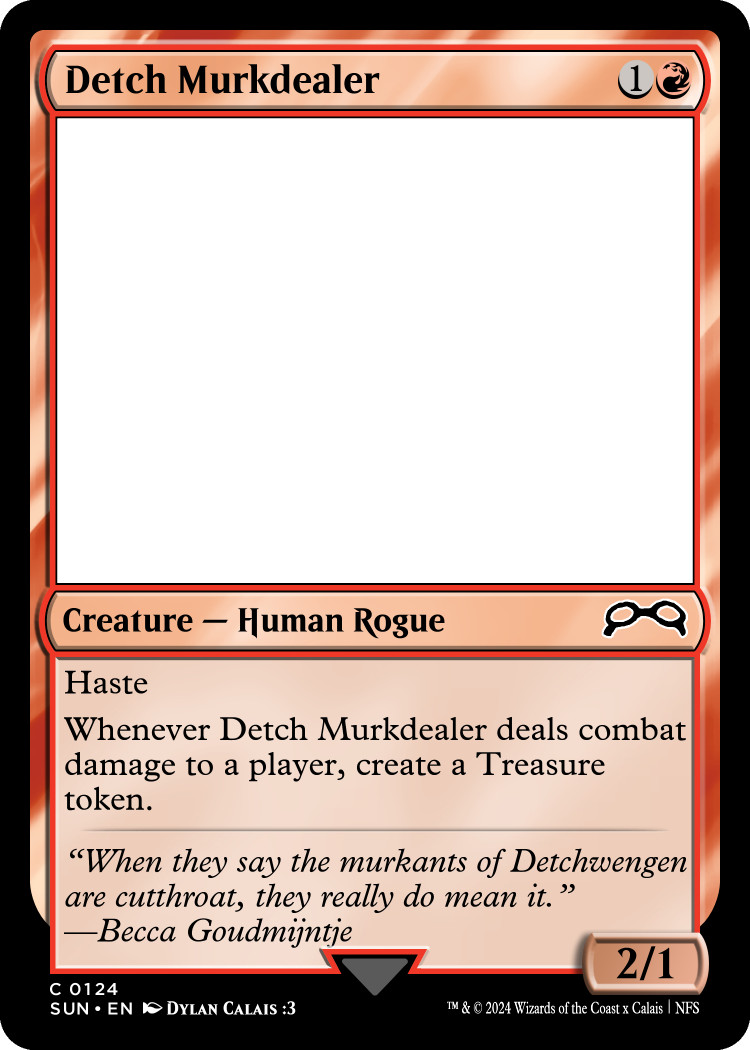 Detch Murkdealer 1
Creature — Human Rogue
Haste
Whenever Detch Murkdealer deals combat
damage to a player, create a Treasure
token.
“When they say the murkants of Detchwengen
are cutthroat, they really do mean it.”
—Becca Goudmijntje
2/1
C 0124
SUN • EN Dylan Calais :3
™ & © 2024 Wizards of the Coast x Calais | NFS